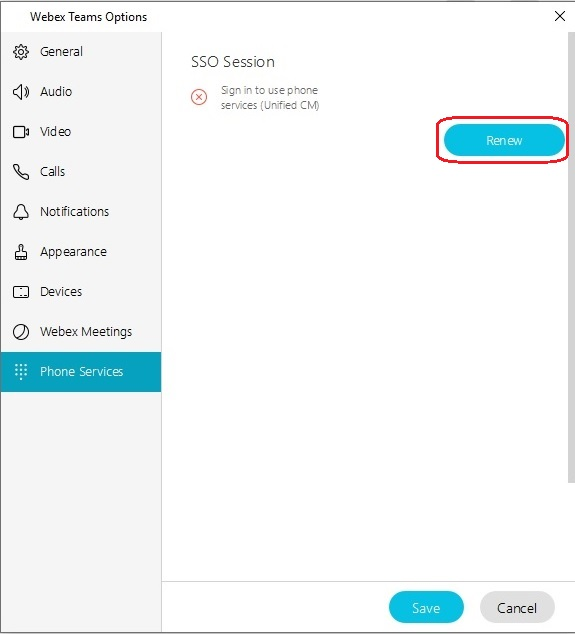 Webex Teams Options
General
Audio
Video
Calls
Notifications
Appearance
Devices
Webex Meetings
Phone Services
SSO Session
Sign in to use phone
services (Unified CM)
Renew
Save
Cancel